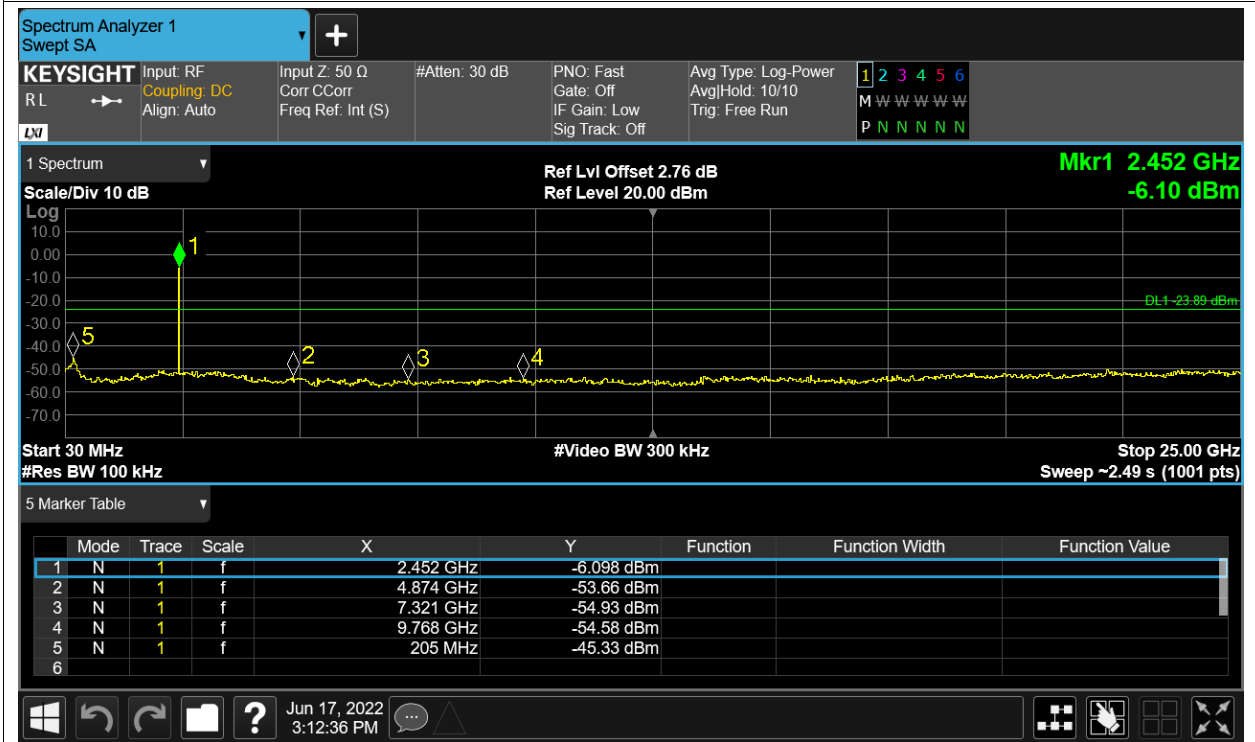 Spectrum Analyzer 1
Swept SA
+
KEYSIGHT
R L
LXI
Input: RF
Coupling: DC
Align: Auto
Input Z: 50 Ω
Corr CCorr
Freq Ref: Int (S)
#Atten: 30 dB
PNO: Fast
Gate: Off
IF Gain: Low
Sig Track: Off
Avg Type: Log-Power
Avg|Hold: 10/10
Trig: Free Run
1 2 3 4 5 6
M W W W W W
P N N N N N
1 Spectrum
Scale/Div 10 dB
Ref Lvl Offset 2.76 dB
Ref Level 20.00 dBm
Mkr1 2.452 GHz
-6.10 dBm
Log
10.0
0.00
-10.0
-20.0
-30.0
-40.0
-50.0
-60.0
-70.0
1
DL1 -23.89 dBm
5
2
3
4
Start 30 MHz
#Video BW 300 kHz
Stop 25.00 GHz
#Res BW 100 kHz
Sweep ~2.49 s (1001 pts)
5 Marker Table
Mode Trace Scale X Y Function Function Width Function Value
1 N 1 f 2.452 GHz -6.098 dBm
2 N 1 f 4.874 GHz -53.66 dBm
3 N 1 f 7.321 GHz -54.93 dBm
4 N 1 f 9.768 GHz -54.58 dBm
5 N 1 f 205 MHz -45.33 dBm
6
?
Jun 17, 2022
3:12:36 PM